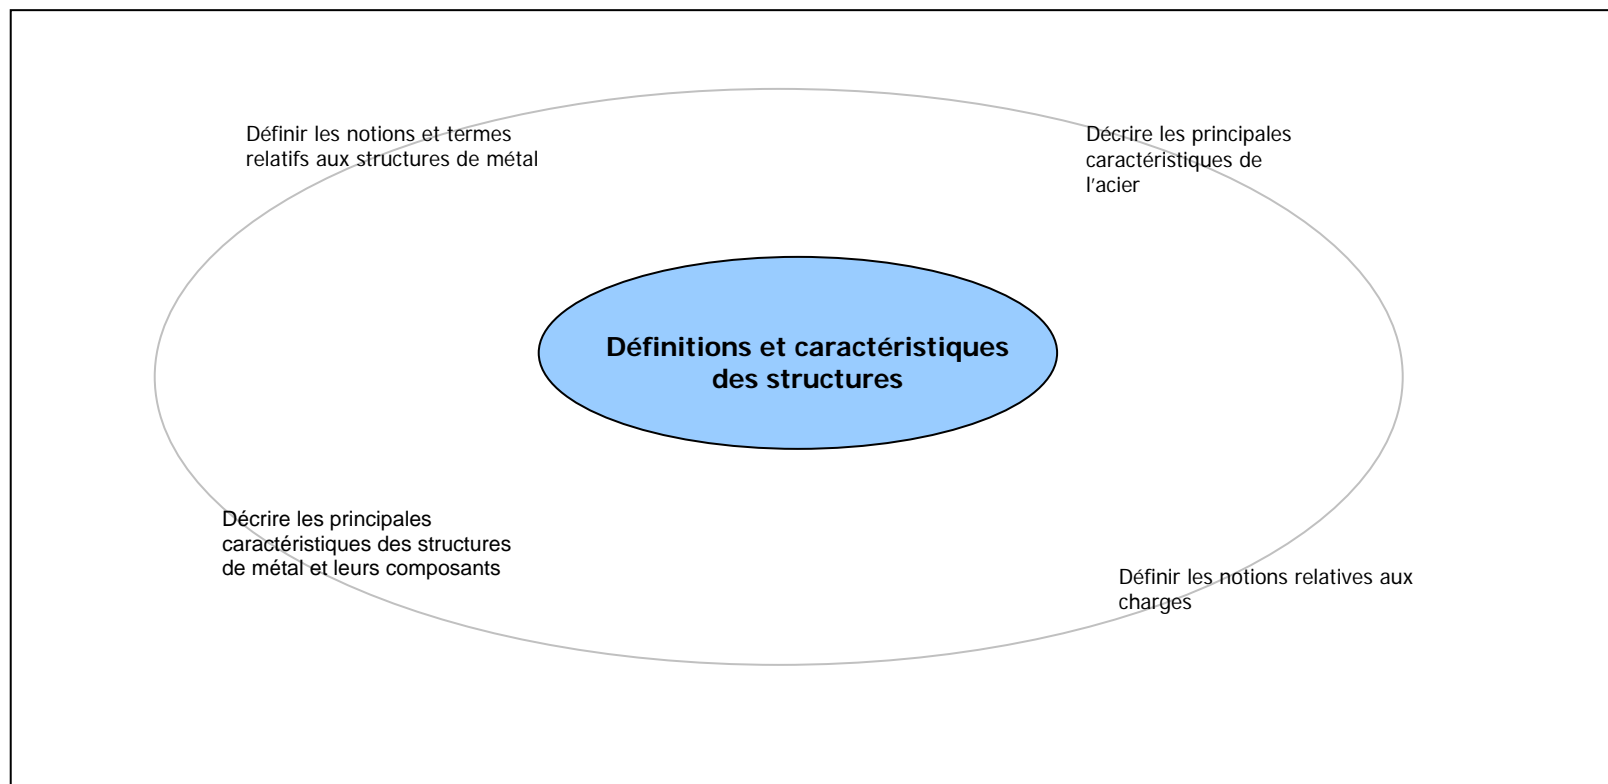 Définir les notions et termes
relatifs aux structures de métal
Décrire les principales
caractéristiques de
l'acier
Définitions et caractéristiques
des structures
Décrire les principales
caractéristiques des structures
de métal et leurs composants
Définir les notions relatives aux
charges